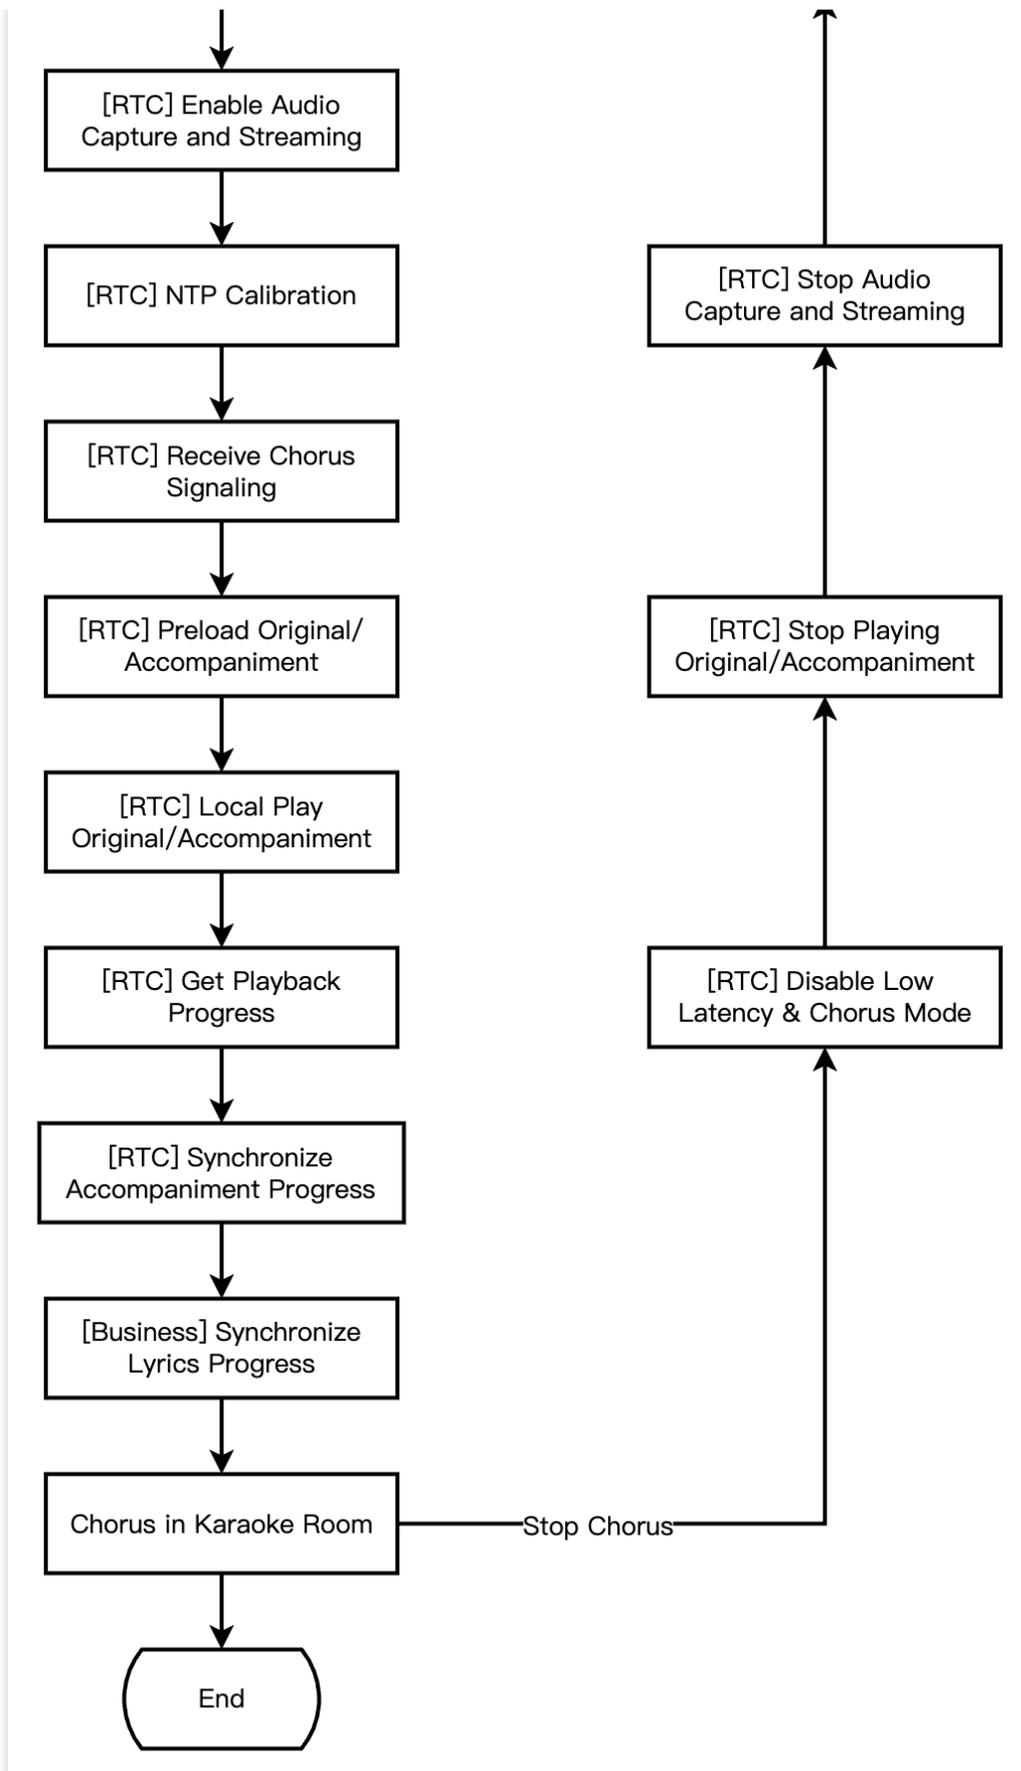 [RTC] Enable Audio
Capture and Streaming
[RTC] NTP Calibration
[RTC] Receive Chorus
Signaling
[RTC] Preload Original/
Accompaniment
[RTC] Local Play
Original/Accompaniment
[RTC] Get Playback
Progress
[RTC] Synchronize
Accompaniment Progress
[Business] Synchronize
Lyrics Progress
Chorus in Karaoke Room
End
Stop Chorus
[RTC] Disable Low
Latency & Chorus Mode
[RTC] Stop Playing
Original/Accompaniment
[RTC] Stop Audio
Capture and Streaming